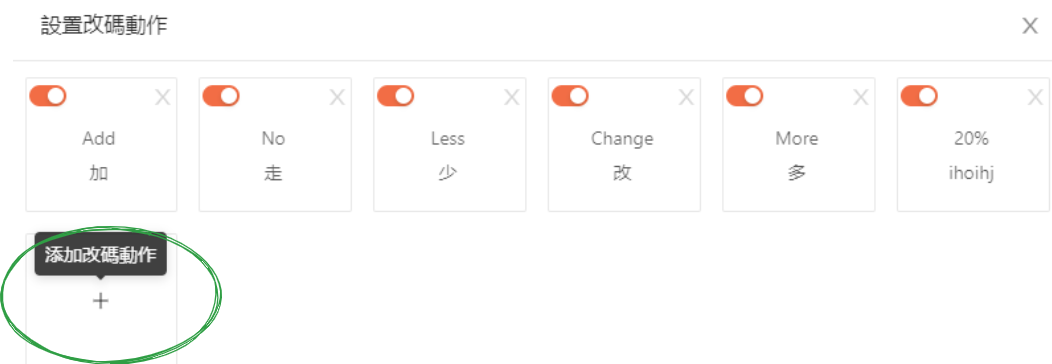 設置改碼動作
X
X
X
X
X
X
X
Add
加
No
走
Less
少
Change
改
More
多
20%
ihoihj
添加改碼動作
+